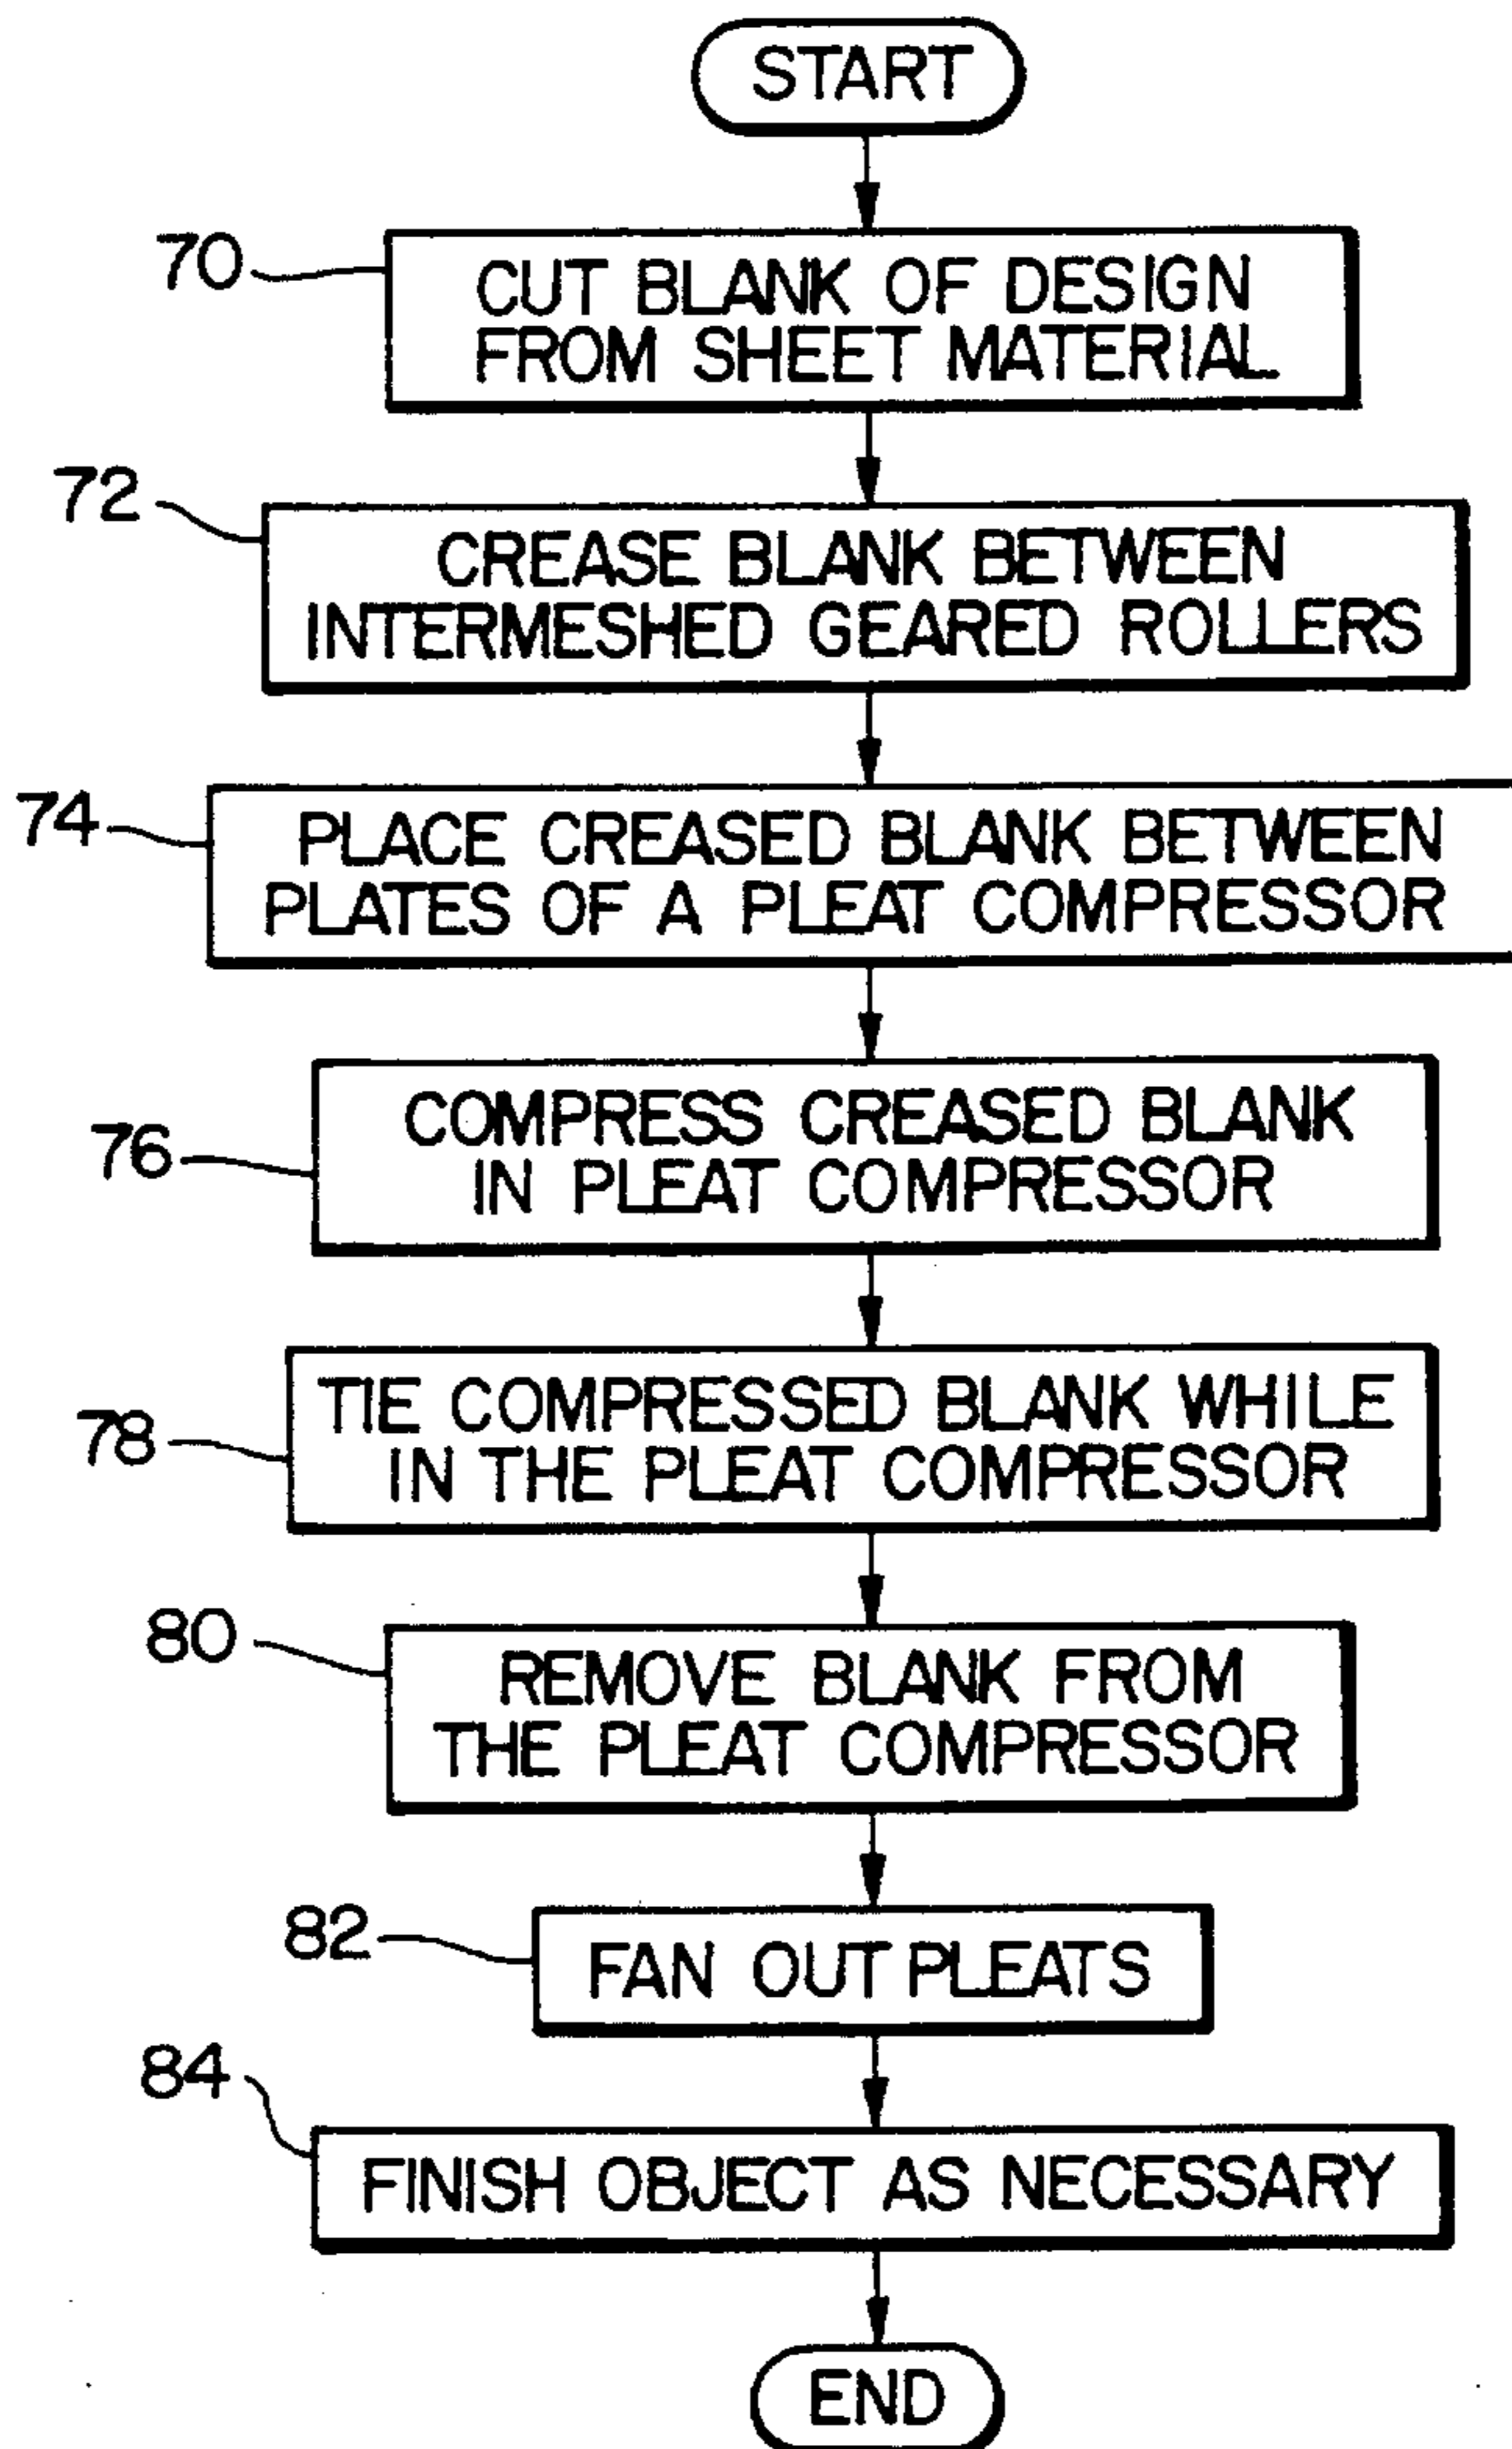 START
70
CUT BLANK OF DESIGN
FROM SHEET MATERIAL
72
CREASE BLANK BETWEEN
INTERMESHED GEARED ROLLERS
74
PLACE CREASED BLANK BETWEEN
PLATES OF A PLEAT COMPRESSOR
76
COMPRESS CREASED BLANK
IN PLEAT COMPRESSOR
78
TIE COMPRESSED BLANK WHILE
IN THE PLEAT COMPRESSOR
80
REMOVE BLANK FROM
THE PLEAT COMPRESSOR
82
FAN OUT PLEATS
84
FINISH OBJECT AS NECESSARY
END